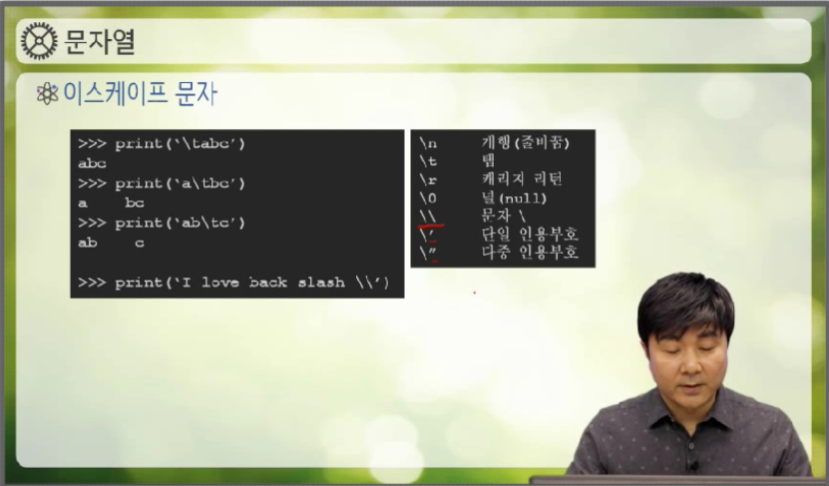 문자열
이스케이프 문자
>>> print('\tabc')
abc
>>> print('a\tbc')
a    bc
>>> print('ab\tc')
ab    c
>>> print('I love back slash \\')
\n 개행(줄바꿈)
\t 탭
\r 캐리지 리턴
\0 널(null)
\\ 문자 \
\' 단일 인용부호
\" 다중 인용부호